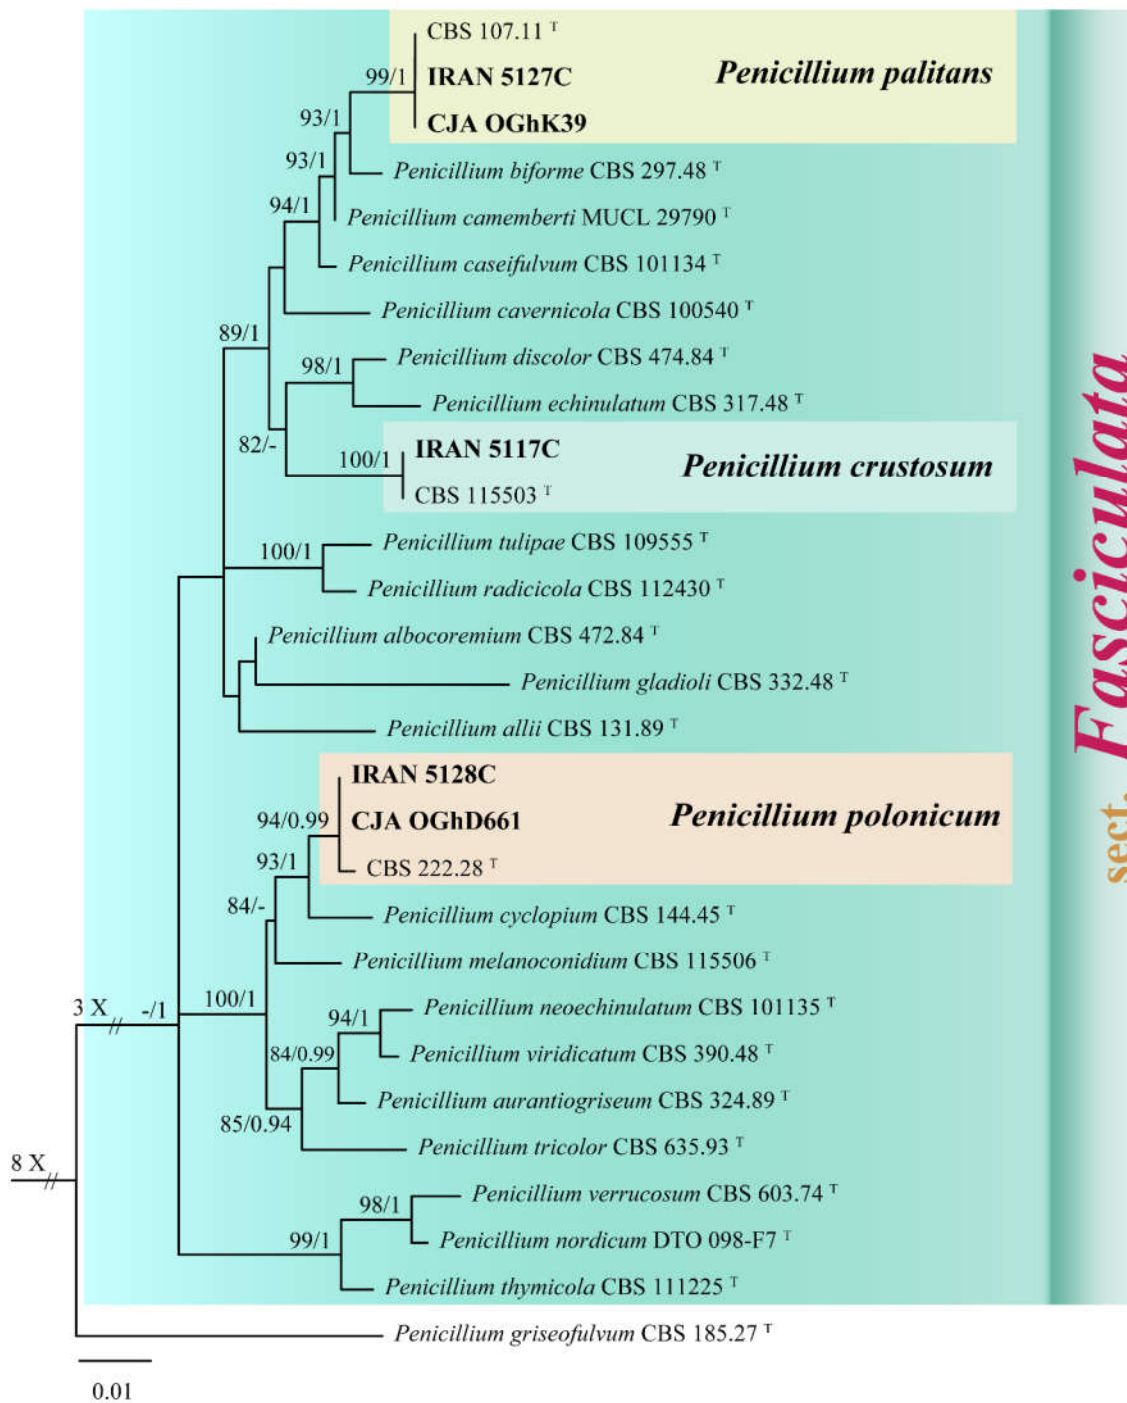 CBS 107.11 ᵀ
99/1
IRAN 5127C
Penicillium palitans
93/1
CJA OGhK39
93/1
Penicillium biforme CBS 297.48 ᵀ
94/1
Penicillium camemberti MUCL 29790 ᵀ
Penicillium caseifulvum CBS 101134 ᵀ
Penicillium cavernicola CBS 100540 ᵀ
89/1
Penicillium discolor CBS 474.84 ᵀ
98/1
Penicillium echinulatum CBS 317.48 ᵀ
82/-
IRAN 5117C
100/1
Penicillium crustosum
CBS 115503 ᵀ
Penicillium tulipae CBS 109555 ᵀ
100/1
Penicillium radicicola CBS 112430 ᵀ
Penicillium albocoremium CBS 472.84 ᵀ
Penicillium gladioli CBS 332.48 ᵀ
Penicillium allii CBS 131.89 ᵀ
IRAN 5128C
94/0.99
CJA OGhD661
Penicillium polonicum
93/1
CBS 222.28 ᵀ
84/-
Penicillium cyclopium CBS 144.45 ᵀ
Penicillium melanoconidium CBS 115506 ᵀ
3 X
-/1
100/1
94/1
Penicillium neoechinulatum CBS 101135 ᵀ
84/0.99
Penicillium viridicatum CBS 390.48 ᵀ
Penicillium aurantiogriseum CBS 324.89 ᵀ
85/0.94
Penicillium tricolor CBS 635.93 ᵀ
8 X
Penicillium verrucosum CBS 603.74 ᵀ
98/1
Penicillium nordicum DTO 098-F7 ᵀ
99/1
Penicillium thymicola CBS 111225 ᵀ
Penicillium griseofulvum CBS 185.27 ᵀ
0.01
sect. Fasciculata